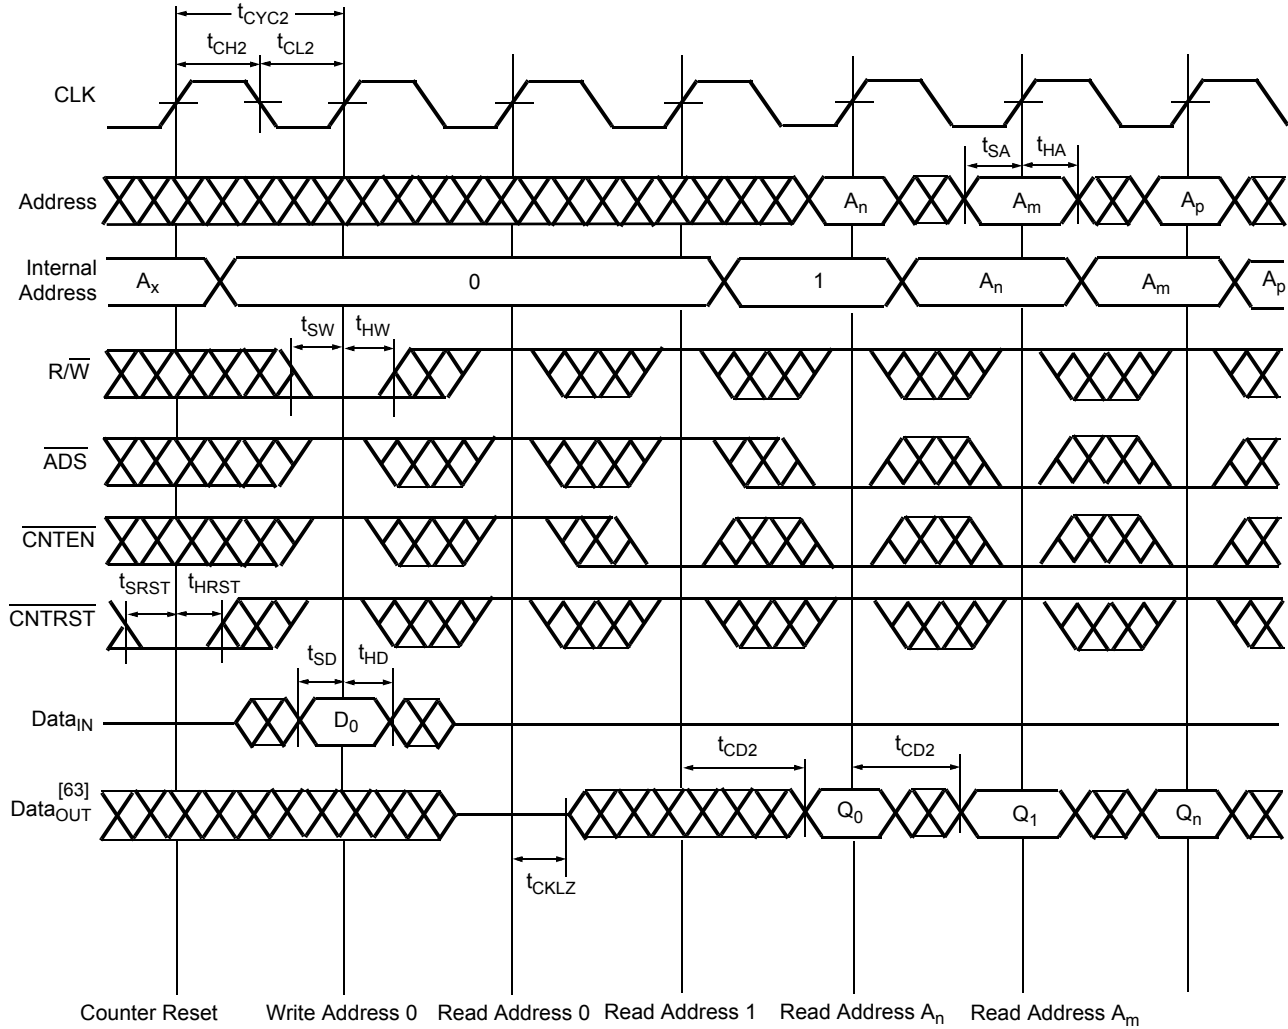 tCYC2
tCH2 tCL2
CLK
tSA tHA
Address An Am Ap
Internal Address Ax 0 1 An Am Ap
tSW tHW
R/W
ADS
CNTEN
tSRST tHRST
CNTRST
tSD tHD
DataIN D0
tCD2 tCD2
[63]
DataOUT Q0 Q1 Qn
tCKLZ
Counter Reset Write Address 0 Read Address 0 Read Address 1 Read Address An Read Address Am